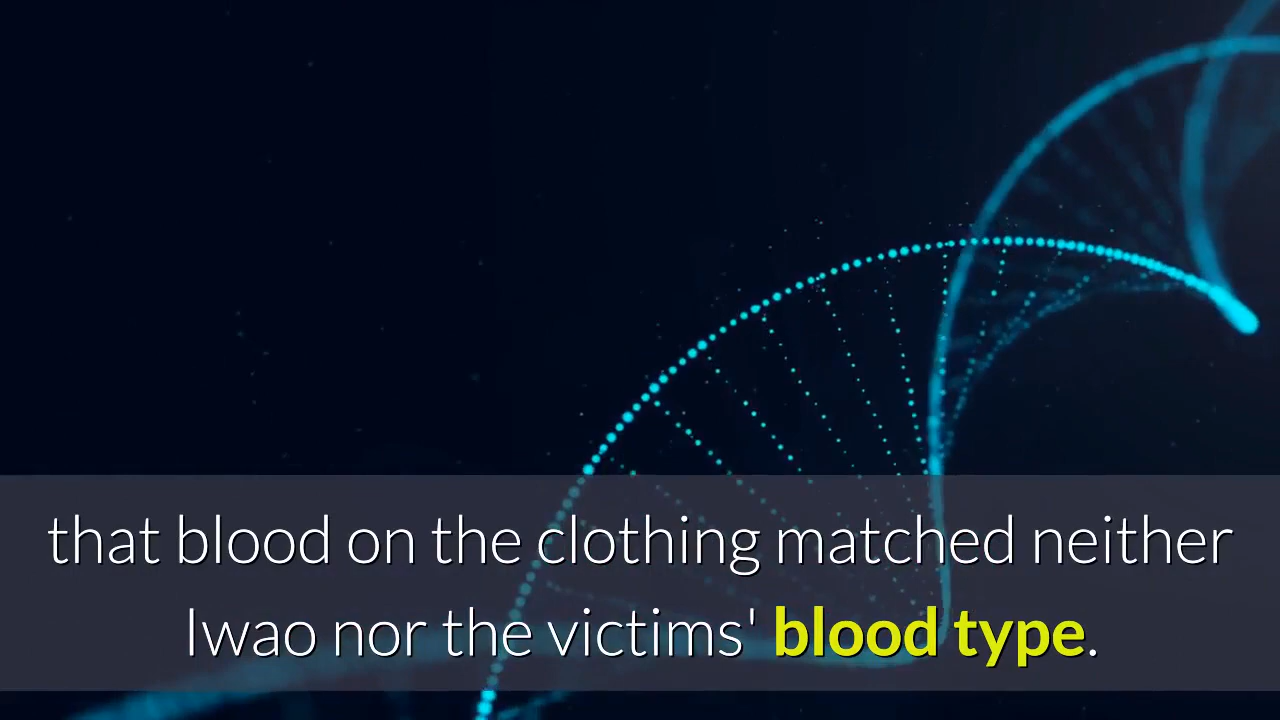 that blood on the clothing matched neither
Iwao nor the victims' blood type.